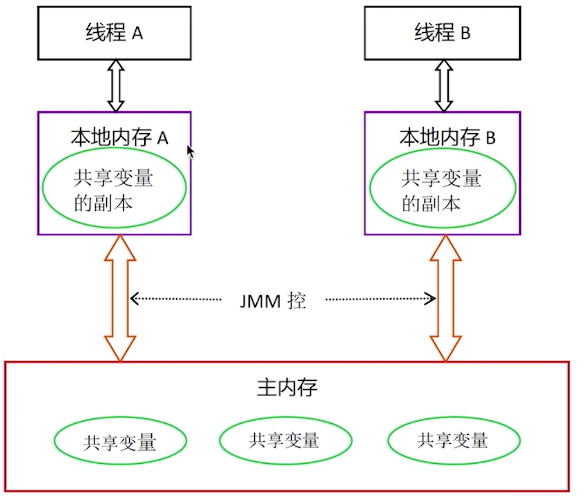 线程 A
线程 B
本地内存 A
共享变量
的副本
本地内存 B
共享变量
的副本
JMM 控
主内存
共享变量
共享变量
共享变量